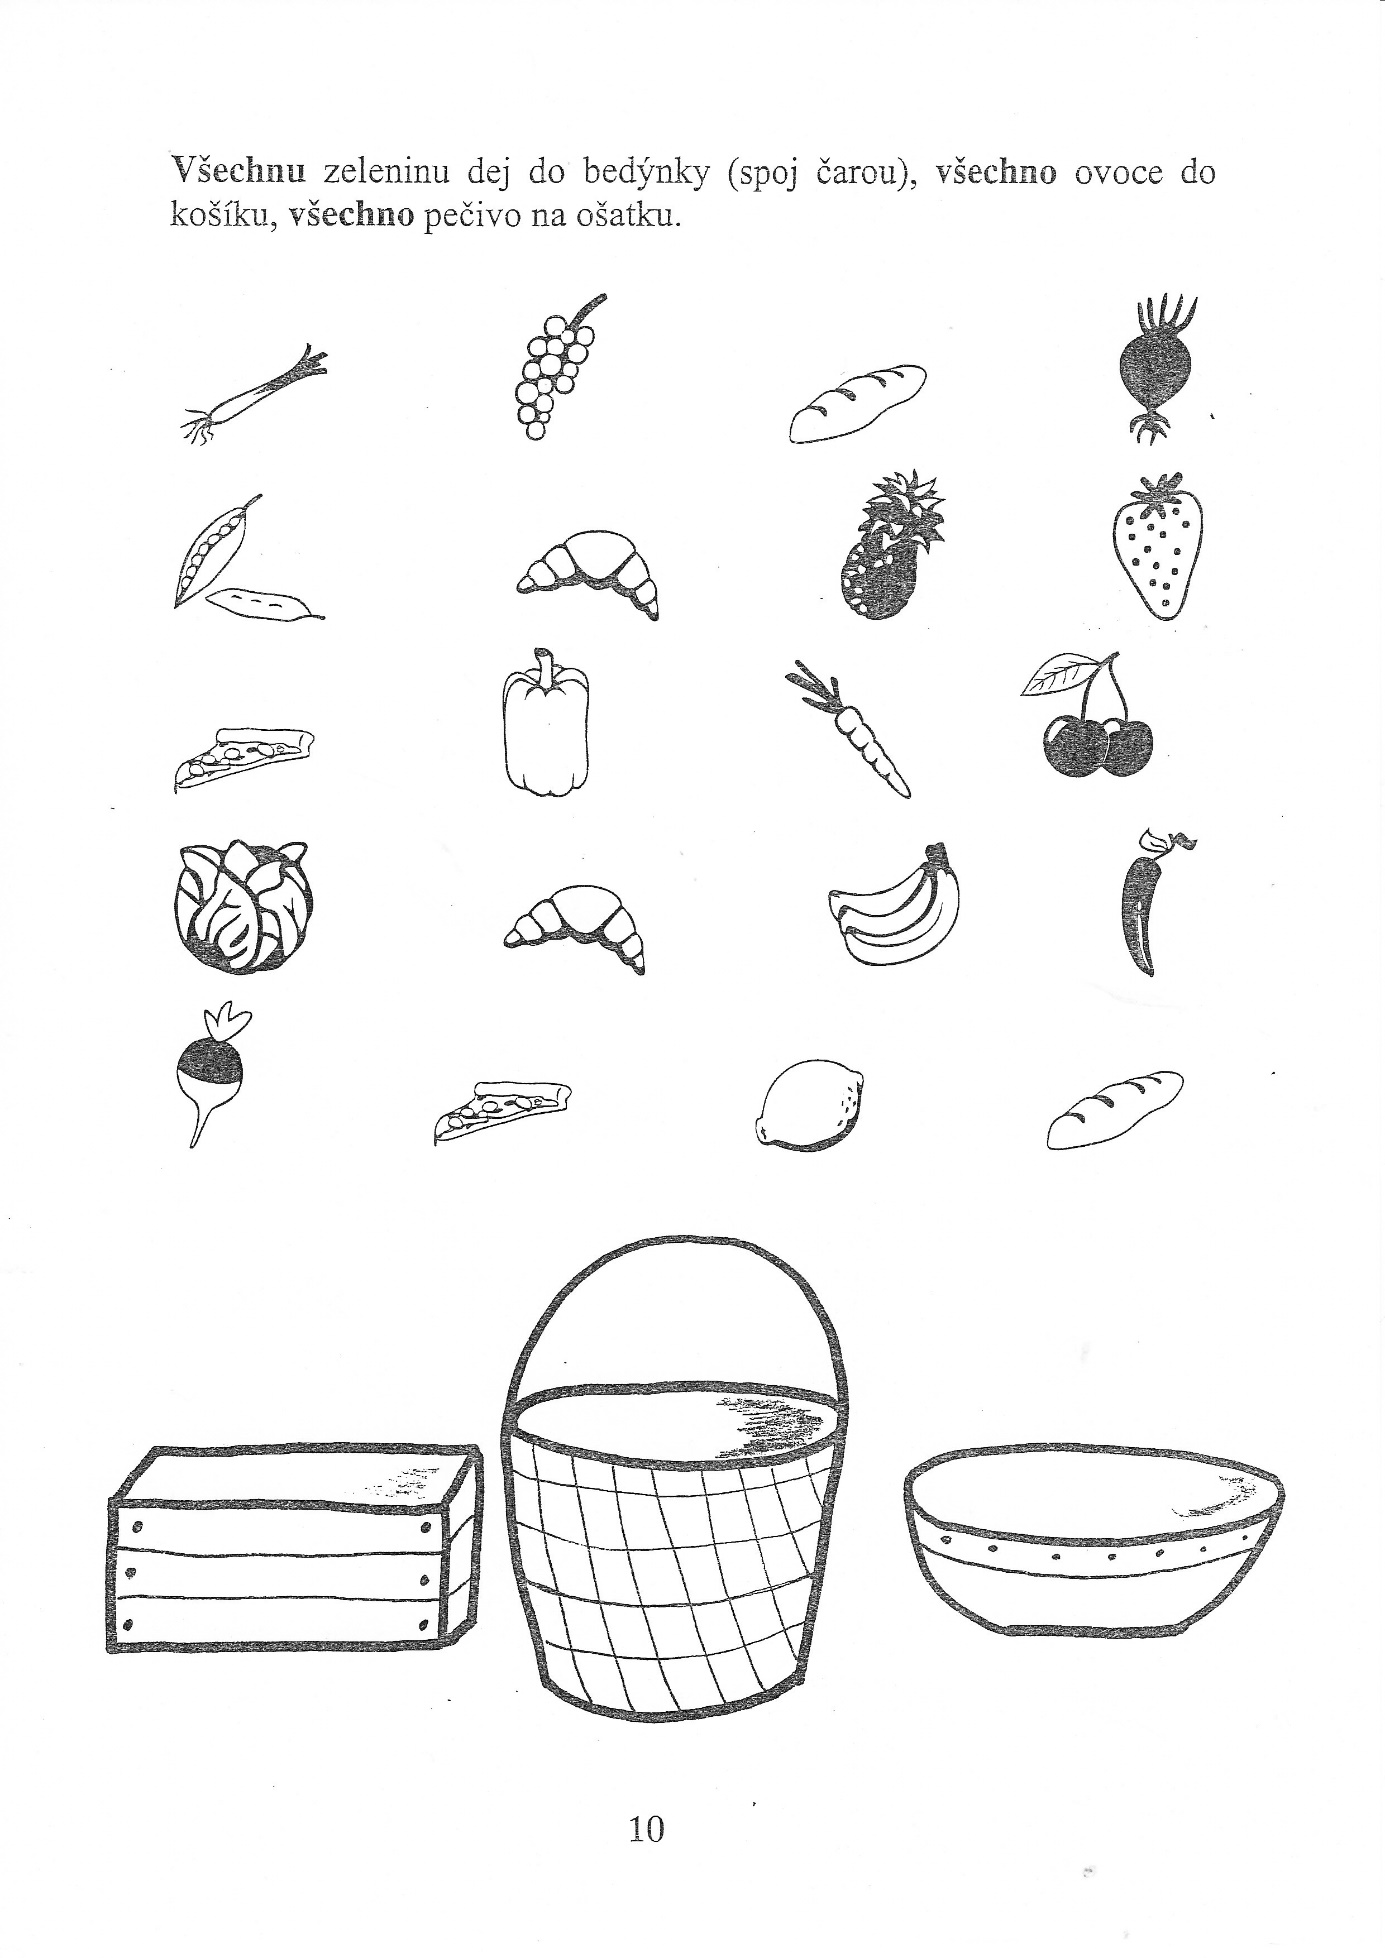 Všechnu zeleninu dej do bedýnky (spoj čarou), všechno ovoce do
košíku, všechno pečivo na ošatku.
10